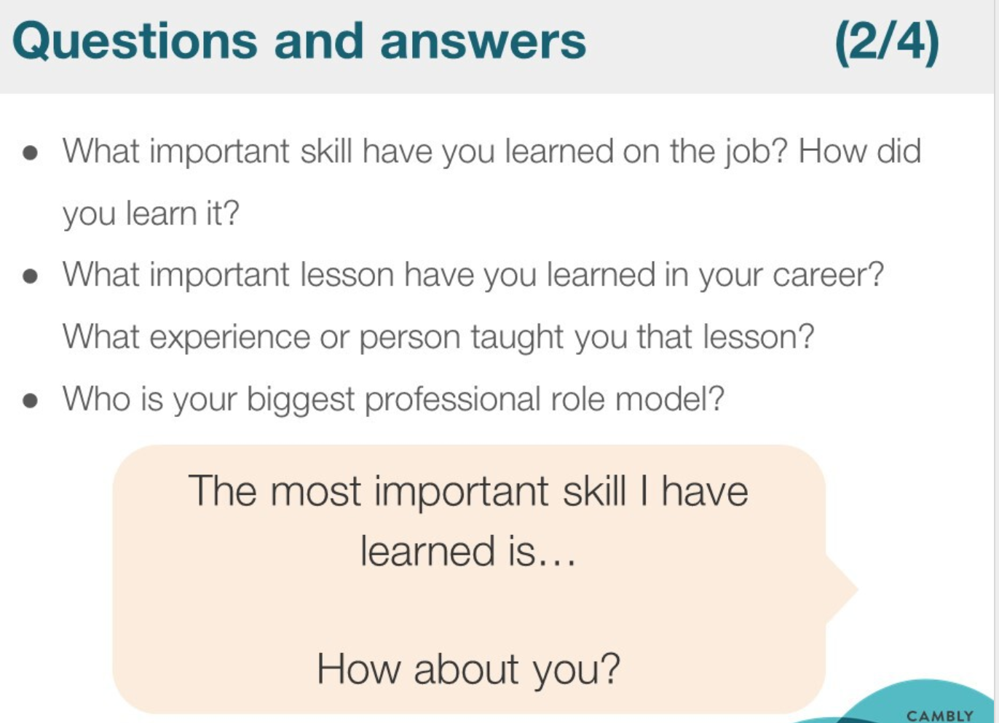 Questions and answers (2/4)
● What important skill have you learned on the job? How did
you learn it?
● What important lesson have you learned in your career?
What experience or person taught you that lesson?
● Who is your biggest professional role model?
The most important skill I have
learned is...
How about you?
CAMBLY